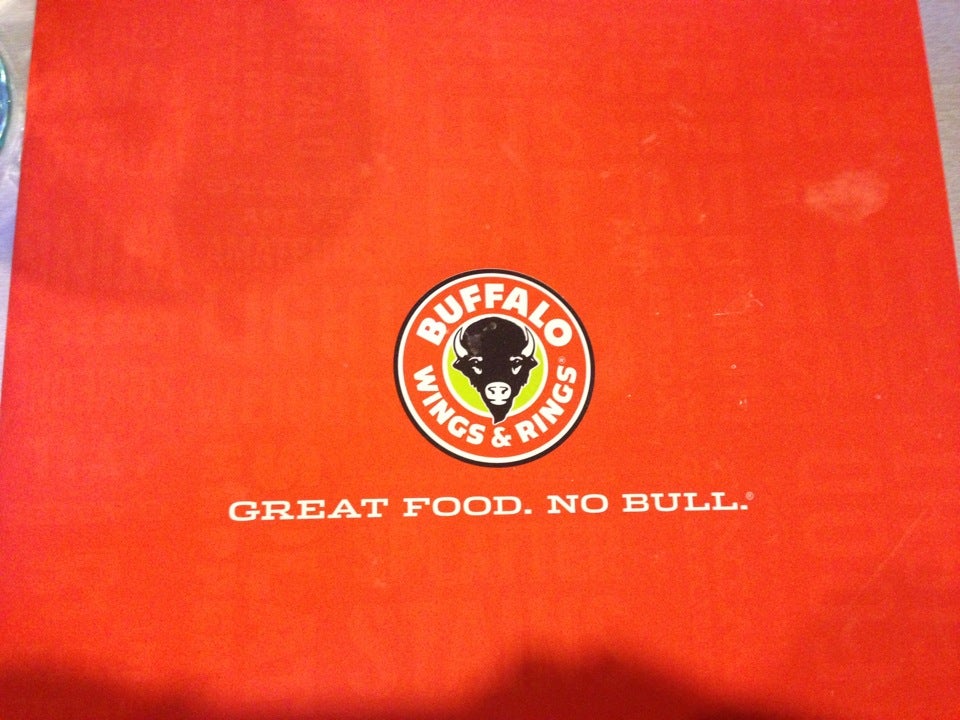 BUFFALO
WINGS & RINGS®
GREAT FOOD. NO BULL.®